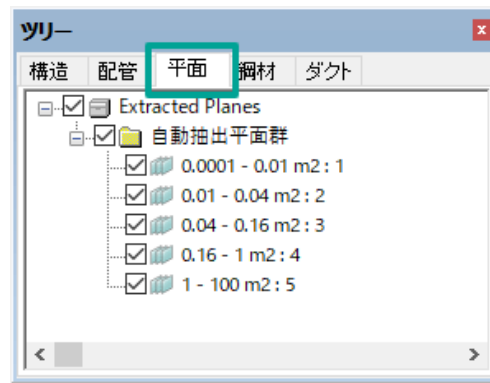 ツリー
構造 配管 平面 鋼材 ダクト
Extracted Planes
自動抽出平面群
0.0001 - 0.01 m2 : 1
0.01 - 0.04 m2 : 2
0.04 - 0.16 m2 : 3
0.16 - 1 m2 : 4
1 - 100 m2 : 5